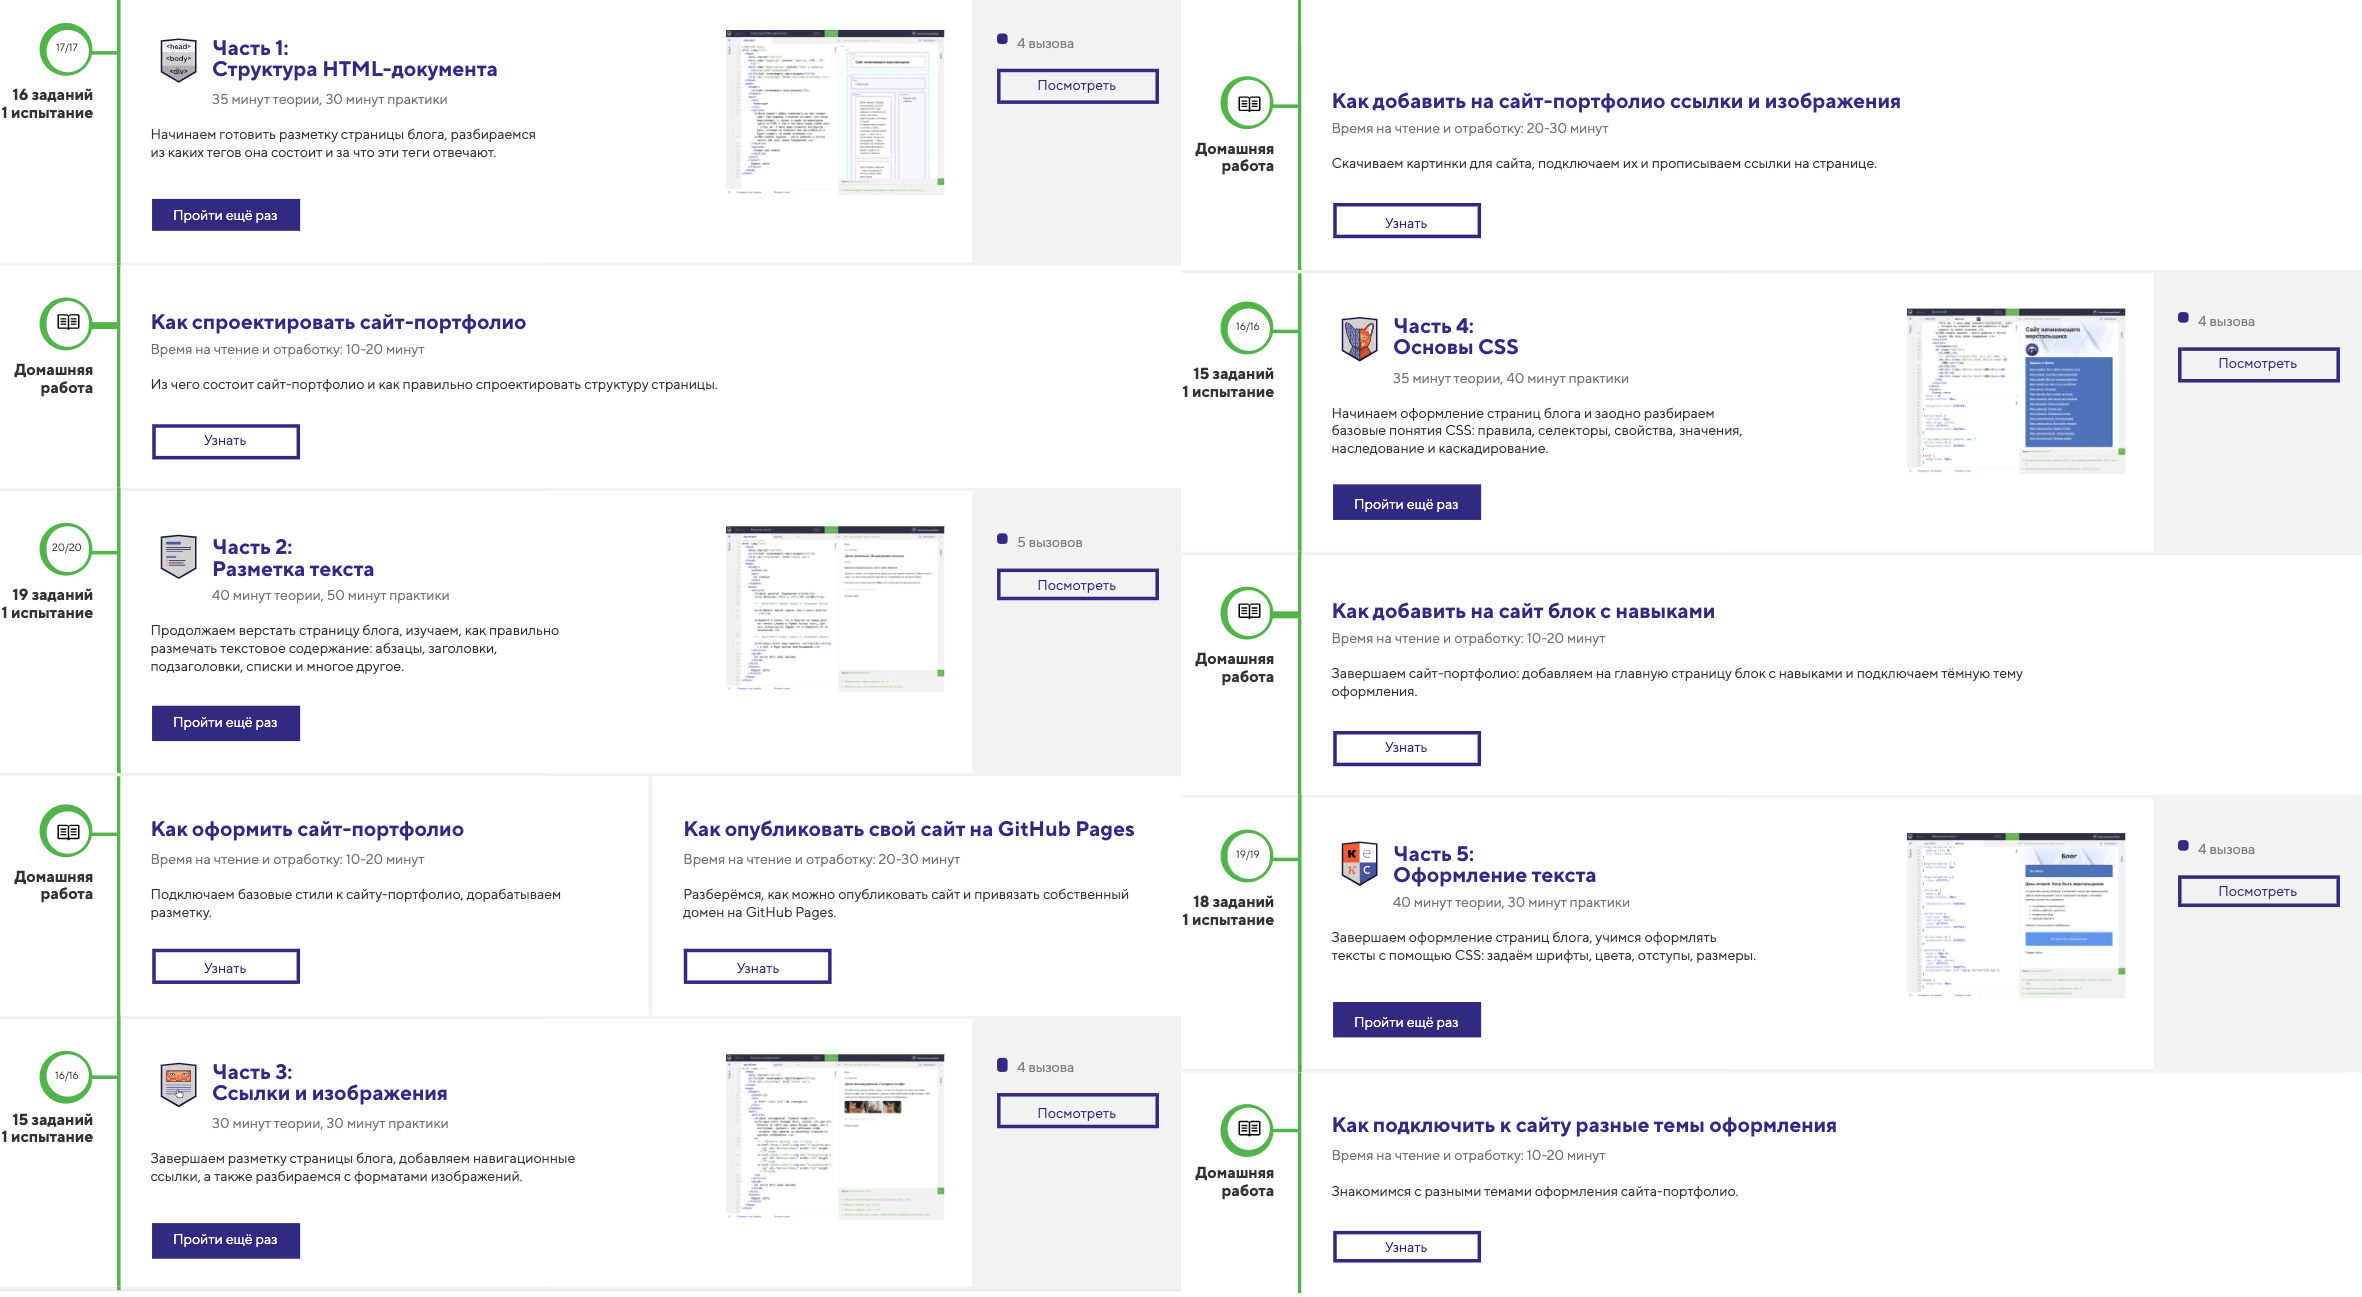 17/17
16 заданий
1 испытание
<head>
<body>
<div>
Часть 1:
Структура HTML-документа
35 минут теории, 30 минут практики
Начинаем готовить разметку страницы блога, разбираемся
из каких тегов она состоит и за что эти теги отвечают.
Пройти ещё раз
4 вызова
Посмотреть
Домашняя
работа
Как спроектировать сайт-портфолио
Время на чтение и отработку: 10-20 минут
Из чего состоит сайт-портфолио и как правильно спроектировать структуру страницы.
Узнать
20/20
19 заданий
1 испытание
Часть 2:
Разметка текста
40 минут теории, 50 минут практики
Продолжаем верстать страницу блога, изучаем, как правильно
размечать текстовое содержание: абзацы, заголовки,
подзаголовки, списки и многое другое.
Пройти ещё раз
5 вызовов
Посмотреть
Домашняя
работа
Как оформить сайт-портфолио
Время на чтение и отработку: 10-20 минут
Подключаем базовые стили к сайту-портфолио, дорабатываем
разметку.
Узнать
Как опубликовать свой сайт на GitHub Pages
Время на чтение и отработку: 20-30 минут
Разберёмся, как можно опубликовать сайт и привязать собственный
домен на GitHub Pages.
Узнать
16/16
15 заданий
1 испытание
Часть 3:
Ссылки и изображения
30 минут теории, 30 минут практики
Завершаем разметку страницы блога, добавляем навигационные
ссылки, а также разбираемся с форматами изображений.
Пройти ещё раз
4 вызова
Посмотреть
Домашняя
работа
Как добавить на сайт-портфолио ссылки и изображения
Время на чтение и отработку: 20-30 минут
Скачиваем картинки для сайта, подключаем их и прописываем ссылки на странице.
Узнать
16/16
15 заданий
1 испытание
Часть 4:
Основы CSS
35 минут теории, 40 минут практики
Начинаем оформление страниц блога и заодно разбираем
базовые понятия CSS: правила, селекторы, свойства, значения,
наследование и каскадирование.
Пройти ещё раз
Сайт начинающего
верстальщика
4 вызова
Посмотреть
Домашняя
работа
Как добавить на сайт блок с навыками
Время на чтение и отработку: 10-20 минут
Завершаем сайт-портфолио: добавляем на главную страницу блок с навыками и подключаем тёмную тему
оформления.
Узнать
19/19
18 заданий
1 испытание
К е
К С
Часть 5:
Оформление текста
40 минут теории, 30 минут практики
Завершаем оформление страниц блога, учимся оформлять
тексты с помощью CSS: задаём шрифты, цвета, отступы, размеры.
Пройти ещё раз
Блог
4 вызова
Посмотреть
Домашняя
работа
Как подключить к сайту разные темы оформления
Время на чтение и отработку: 10-20 минут
Знакомимся с разными темами оформления сайта-портфолио.
Узнать